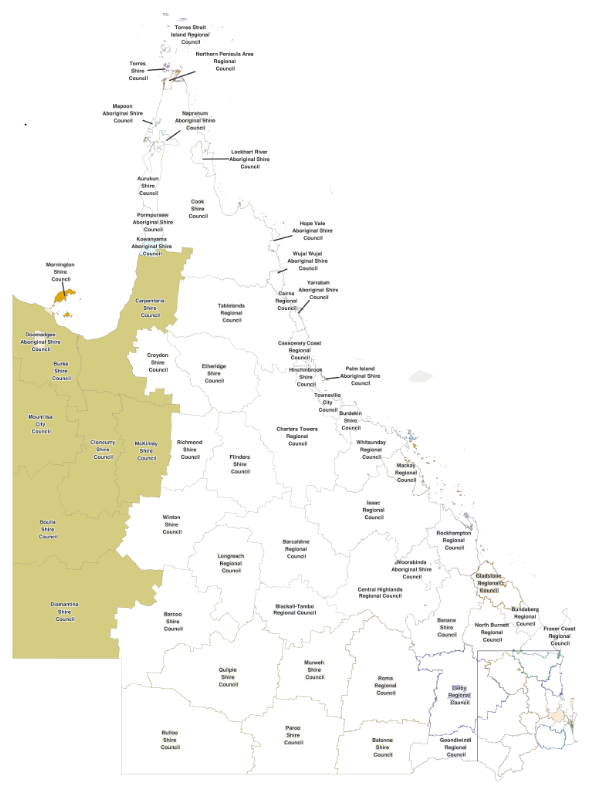 Torres Strait
Island Regional
Council
Northern Peninsula Area
Regional
Council
Torres
Shire
Council
Mapoon
Aboriginal Shire
Council
Napranum
Aboriginal Shire
Council
Lockhart River
Aboriginal Shire
Council
Aurukun
Shire
Council
Cook
Shire
Council
Pormpuraaw
Aboriginal Shire
Council
Kowanyama
Aboriginal Shire
Council
Hope Vale
Aboriginal Shire
Council
Wujal Wujal
Aboriginal Shire
Council
Mornington
Shire
Council
Yarrabah
Aboriginal Shire
Council
Cairns
Regional
Council
Carpentaria
Shire
Council
Tablelands
Regional
Council
Doomadgee
Aboriginal Shire
Council
Cassowary Coast
Regional
Council
Croydon
Shire
Council
Etheridge
Shire
Council
Burke
Shire
Council
Hinchinbrook
Shire
Council
Palm Island
Aboriginal Shire
Council
Townsville
City
Council
Burdekin
Shire
Council
Mount Isa
City
Council
Cloncurry
Shire
Council
McKinlay
Shire
Council
Richmond
Shire
Council
Flinders
Shire
Council
Charters Towers
Regional
Council
Whitsunday
Regional
Council
Mackay
Regional
Council
Isaac
Regional
Council
Boulia
Shire
Council
Winton
Shire
Council
Barcaldine
Regional
Council
Rockhampton
Regional
Council
Longreach
Regional
Council
Woorabinda
Aboriginal Shire
Council
Gladstone
Regional
Council
Central Highlands
Regional Council
Diamantina
Shire
Council
Barcoo
Shire
Council
Blackall-Tambo
Regional Council
Banana
Shire
Council
North Burnett
Regional
Council
Bundaberg
Regional
Council
Fraser Coast
Regional
Council
Quilpie
Shire
Council
Murweh
Shire
Council
Roma
Regional
Council
Dalby
Regional
Council
Bulloo
Shire
Council
Paroo
Shire
Council
Balonne
Shire
Council
Goondiwindi
Regional
Council